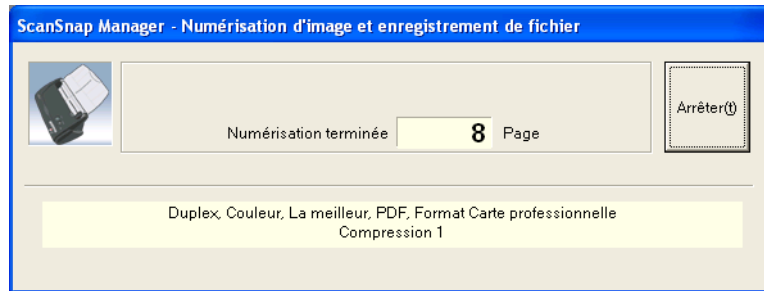 ScanSnap Manager - Numérisation d'image et enregistrement de fichier
Arrêter(t)
Numérisation terminée 8 Page
Duplex, Couleur, La meilleur, PDF, Format Carte professionnelle
Compression 1